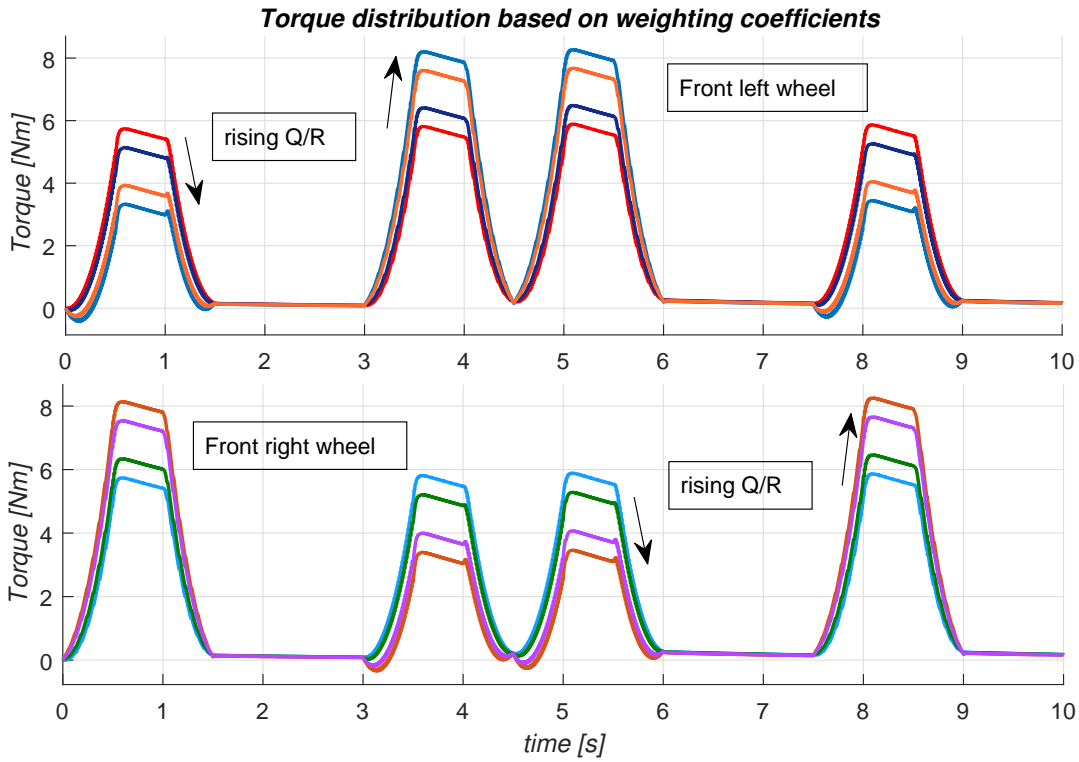 Torque distribution based on weighting coefficients
Torque [Nm]
8
6
4
2
0
rising Q/R
Front left wheel
0 1 2 3 4 5 6 7 8 9 10
Torque [Nm]
8
6
4
2
0
Front right wheel
rising Q/R
0 1 2 3 4 5 6 7 8 9 10
time [s]